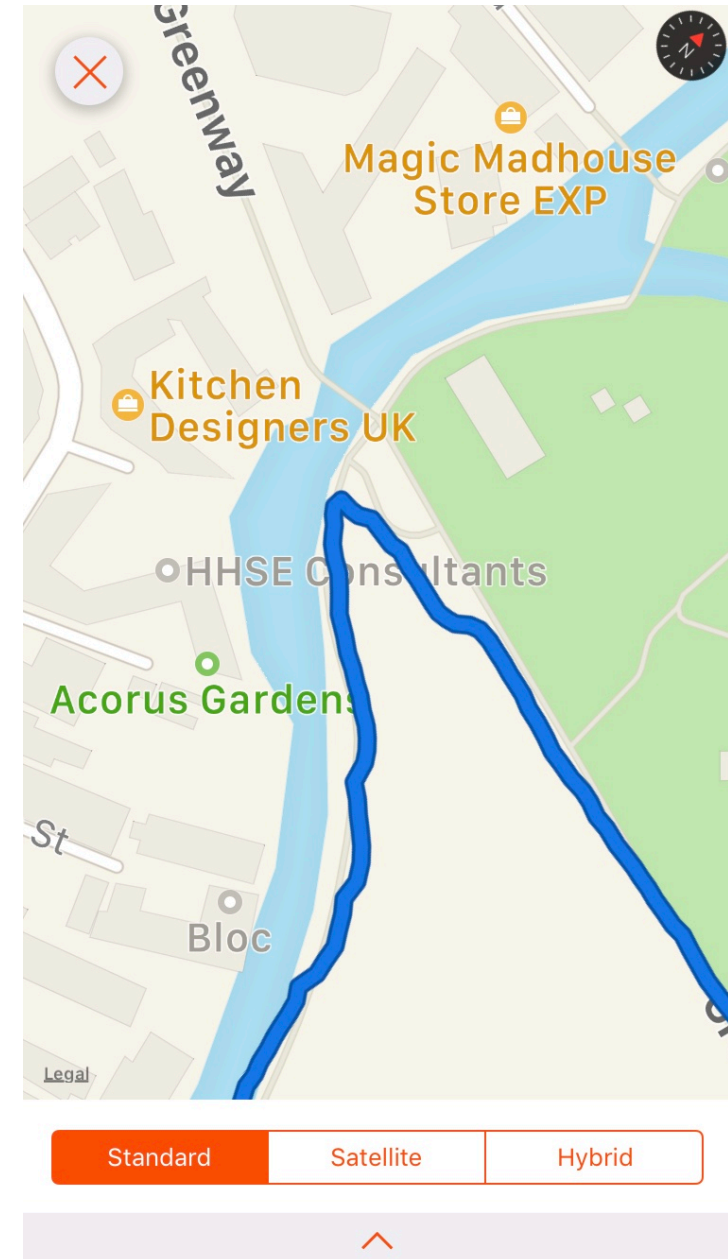 Greenway
N
Magic Madhouse
Store EXP
Kitchen
Designers UK
HHSE Consultants
Acorus Gardens
St
Bloc
Legal
Standard
Satellite
Hybrid